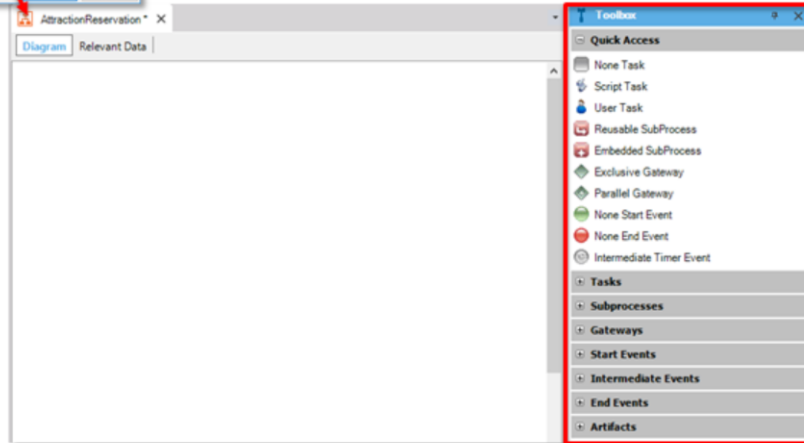 AttractionReservation *
Diagram Relevant Data
Toolbox
Quick Access
None Task
Script Task
User Task
Reusable SubProcess
Embedded SubProcess
Exclusive Gateway
Parallel Gateway
None Start Event
None End Event
Intermediate Timer Event
Tasks
Subprocesses
Gateways
Start Events
Intermediate Events
End Events
Artifacts